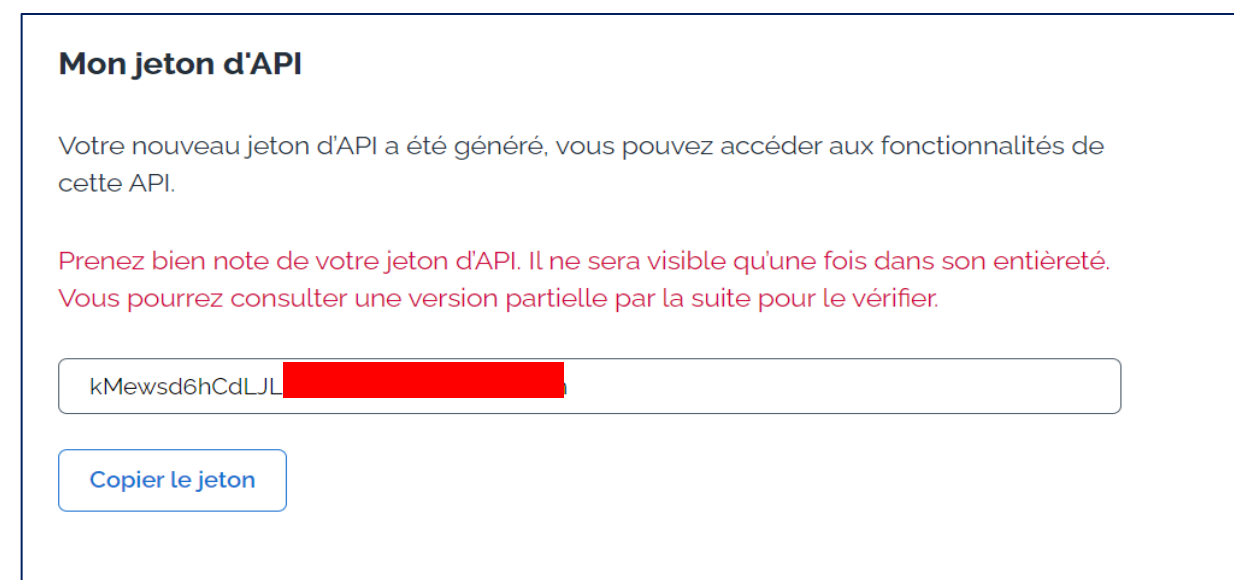 Mon jeton d'API
Votre nouveau jeton d'API a été généré, vous pouvez accéder aux fonctionnalités de
cette API.
Prenez bien note de votre jeton d'API. Il ne sera visible qu'une fois dans son entièreté.
Vous pourrez consulter une version partielle par la suite pour le vérifier.
kMewsd6hCdLJL
Copier le jeton